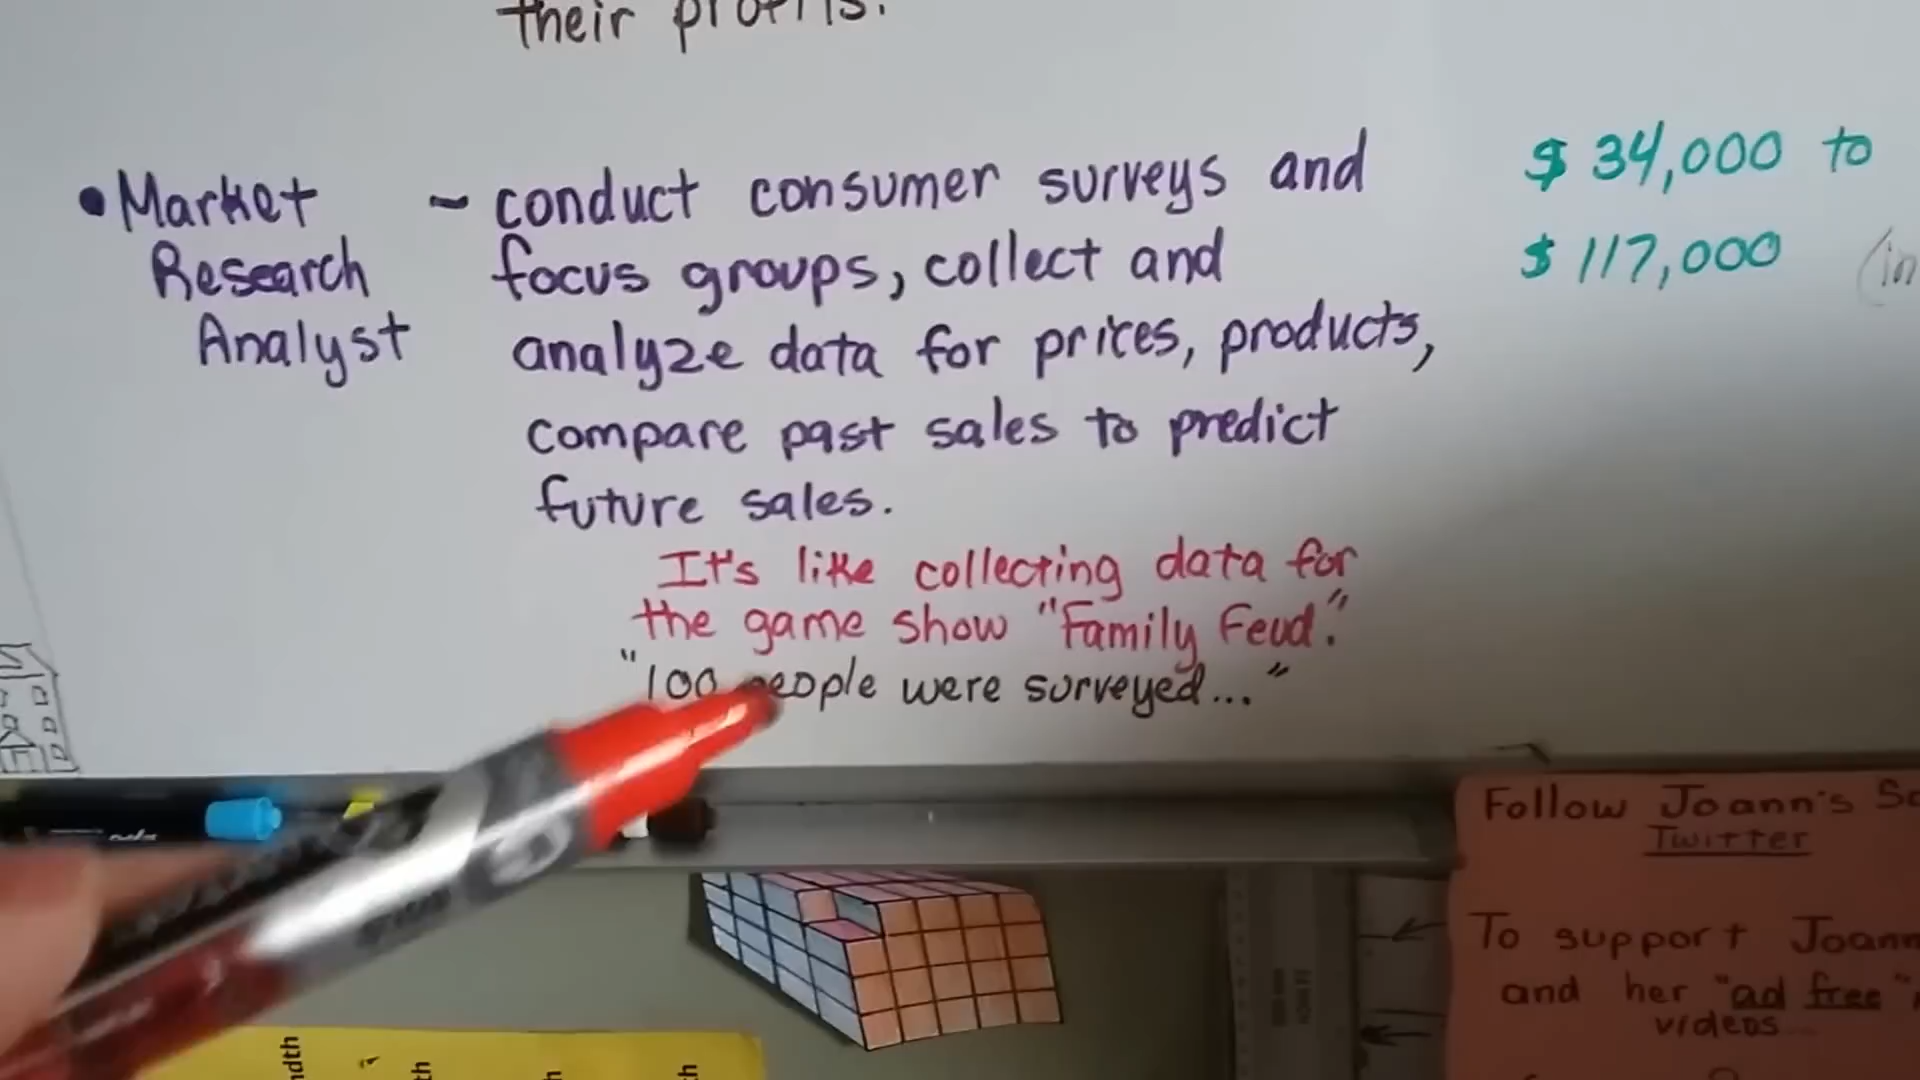 their profits.
• Market
Research
Analyst
- conduct consumer surveys and
focus groups, collect and
analyze data for prices, products,
compare past sales to predict
future sales.
$ 34,000 to
$ 117,000 (in
It's like collecting data for
the game show "Family Feud."
"100 people were surveyed..."
Follow Joann's
Twitter
To support Joann
and her "ad free"
videos